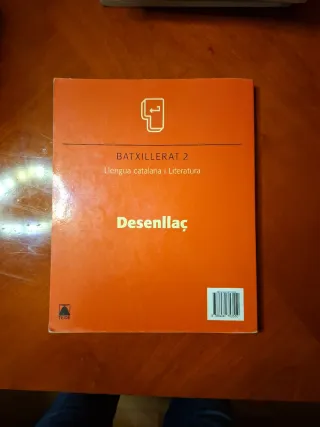 BATXILLERAT 2
Llengua catalana i Literatura
Desenllaç